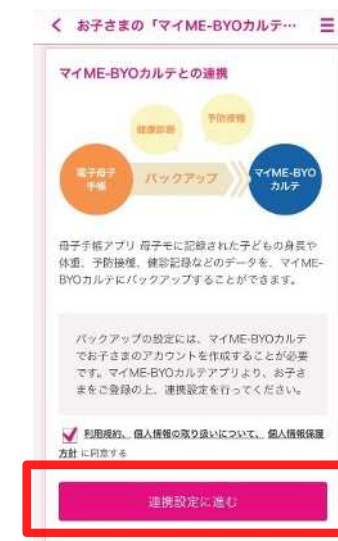 お子さまの「マイME-BYOカルテ…
マイME-BYOカルテとの連携
健康診断
予防接種
電子母子
手帳
バックアップ
マイME-BYO
カルテ
母子手帳アプリ 母子モに記録された子どもの身長や
体重、予防接種、健診記録などのデータを、マイME-
BYOカルテにバックアップすることができます。
バックアップの設定には、マイME-BYOカルテ
でお子さまのアカウントを作成することが必要
です。マイME-BYOカルテアプリより、お子さ
まをご登録の上、連携設定を行ってください。
利用規約、個人情報の取り扱いについて、個人情報保護
方針 に同意する
連携設定に進む